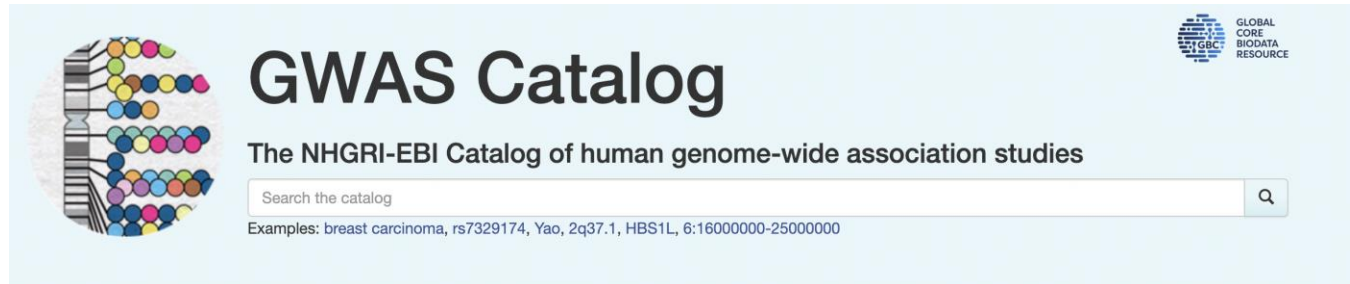 GWAS Catalog
GBC
GLOBAL
CORE
BIODATA
RESOURCE
The NHGRI-EBI Catalog of human genome-wide association studies
Search the catalog
Examples: breast carcinoma, rs7329174, Yao, 2q37.1, HBS1L, 6:16000000-25000000